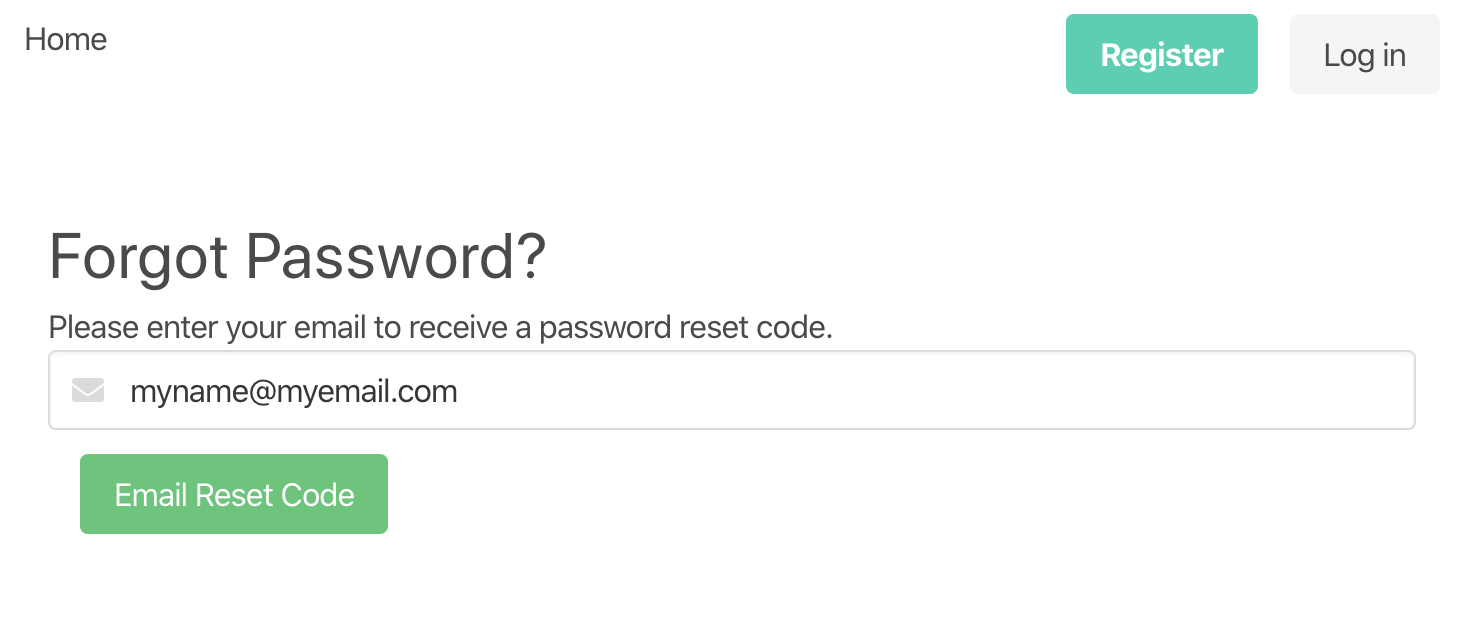 Home
Register
Log in
Forgot Password?
Please enter your email to receive a password reset code.
myname@myemail.com
Email Reset Code